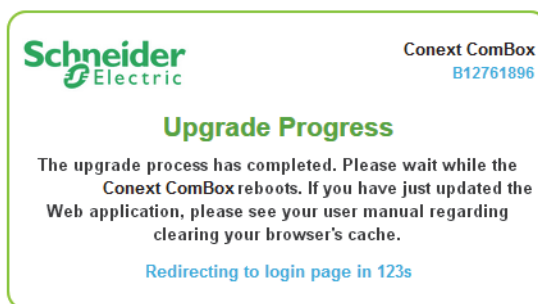 Schneider
Electric
Conext ComBox
B12761896
Upgrade Progress
The upgrade process has completed. Please wait while the
Conext ComBox reboots. If you have just updated the
Web application, please see your user manual regarding
clearing your browser's cache.
Redirecting to login page in 123s